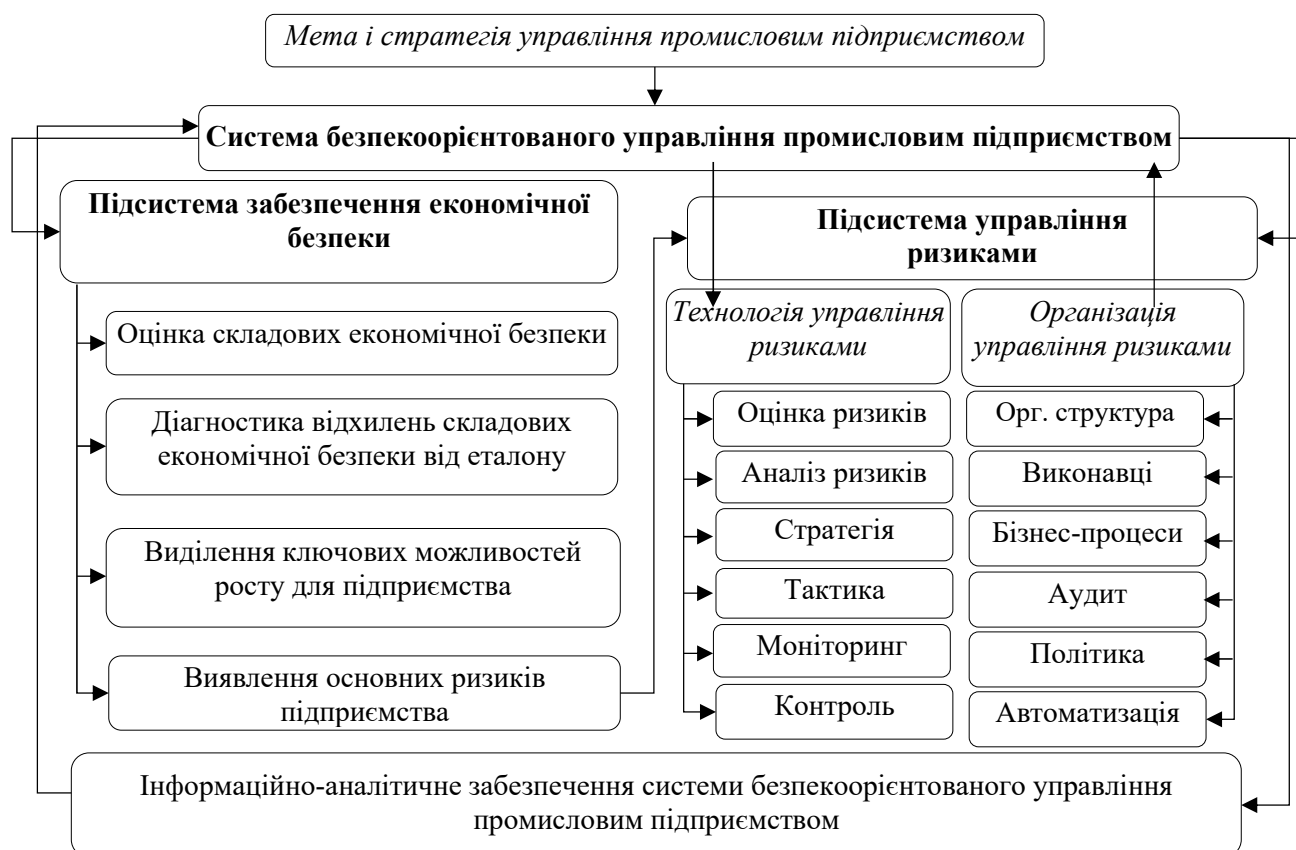 Мета і стратегія управління промисловим підприємством
Система безпекоорієнтованого управління промисловим підприємством
Підсистема забезпечення економічної
безпеки
Оцінка складових економічної безпеки
Діагностика відхилень складових
економічної безпеки від еталону
Виділення ключових можливостей
росту для підприємства
Виявлення основних ризиків
підприємства
Підсистема управління
ризиками
Технологія управління
ризиками
Оцінка ризиків
Аналіз ризиків
Стратегія
Тактика
Моніторинг
Контроль
Організація
управління ризиками
Орг. структура
Виконавці
Бізнес-процеси
Аудит
Політика
Автоматизація
Інформаційно-аналітичне забезпечення системи безпекоорієнтованого управління
промисловим підприємством